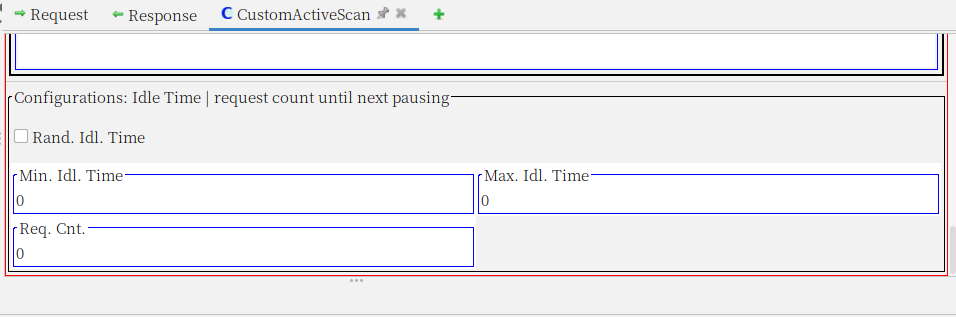 Request
Response
CustomActiveScan
Configurations: Idle Time | request count until next pausing
Rand. Idl. Time
Min. Idl. Time
Max. Idl. Time
0
0
Req. Cnt.
0